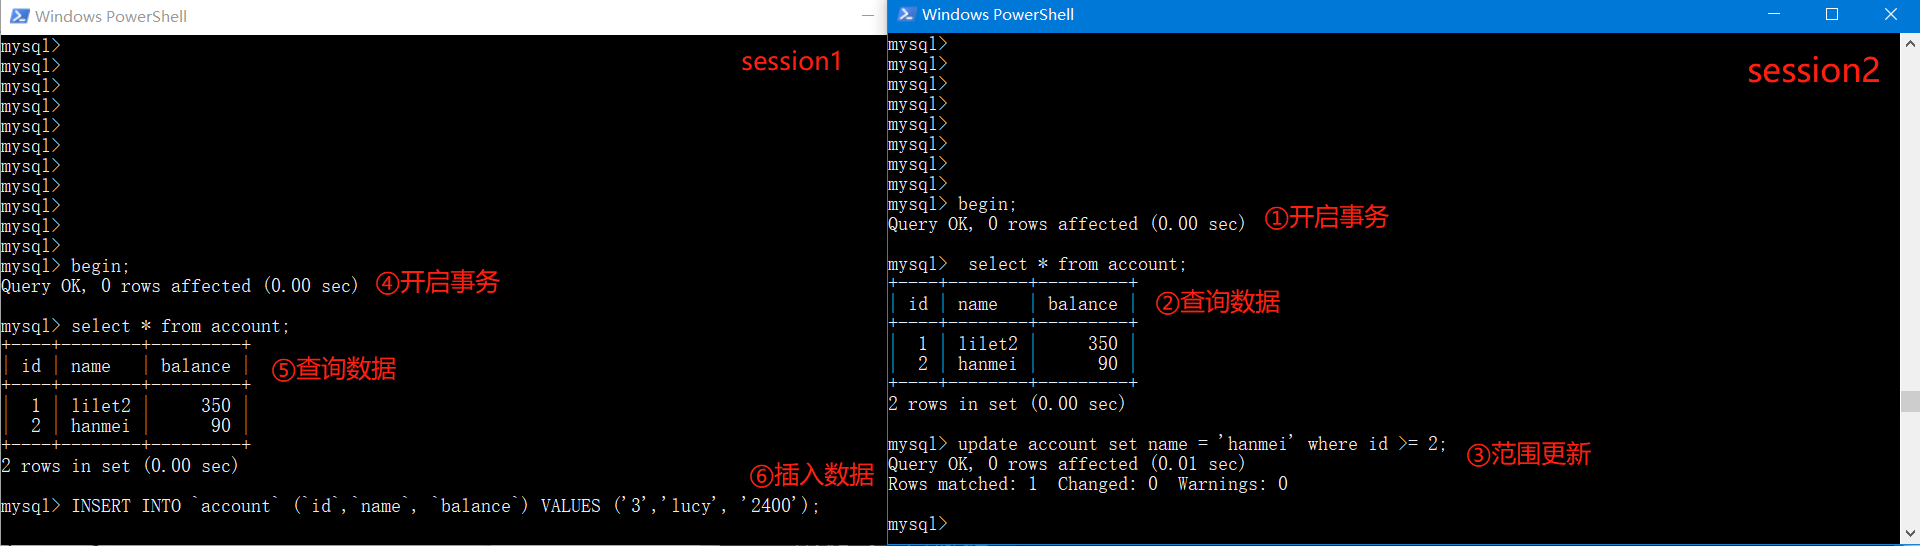 Windows PowerShell
mysql>
mysql>
mysql>
mysql>
mysql>
mysql>
mysql>
mysql>
mysql>
mysql>
mysql>
mysql> begin;
Query OK, 0 rows affected (0.00 sec)
④开启事务
mysql> select * from account;
+----+--------+---------+
| id | name   | balance |
+----+--------+---------+
|  1 | lilet2 |     350 |
|  2 | hanmei |      90 |
+----+--------+---------+
⑤查询数据
2 rows in set (0.00 sec)
⑥插入数据
mysql> INSERT INTO `account` (`id`,`name`, `balance`) VALUES ('3','lucy', '2400');
session1
Windows PowerShell
session2
mysql>
mysql>
mysql>
mysql>
mysql>
mysql>
mysql>
mysql>
mysql> begin;
Query OK, 0 rows affected (0.00 sec)
①开启事务
mysql>  select * from account;
+----+--------+---------+
| id | name   | balance |
+----+--------+---------+
|  1 | lilet2 |     350 |
|  2 | hanmei |      90 |
+----+--------+---------+
②查询数据
2 rows in set (0.00 sec)
mysql> update account set name = 'hanmei' where id >= 2;
③范围更新
Query OK, 0 rows affected (0.01 sec)
Rows matched: 1  Changed: 0  Warnings: 0
mysql>